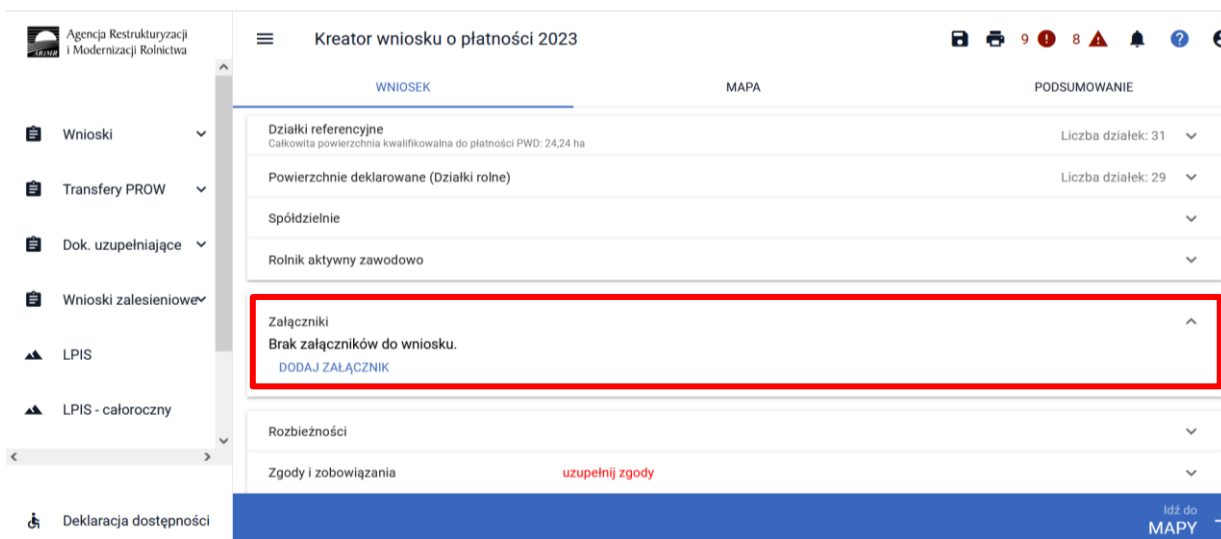 Agencja Restrukturyzacji
i Modernizacji Rolnictwa
ARiMR
Kreator wniosku o płatności 2023
9
8
WNIOSEK
MAPA
PODSUMOWANIE
Wnioski
Transfery PROW
Dok. uzupełniające
Wnioski zalesieniowe
LPIS
LPIS - całoroczny
Deklaracja dostępności
Działki referencyjne
Całkowita powierzchnia kwalifikowalna do płatności PWD: 24,24 ha
Liczba działek: 31
Powierzchnie deklarowane (Działki rolne)
Liczba działek: 29
Spółdzielnie
Rolnik aktywny zawodowo
Załączniki
Brak załączników do wniosku.
DODAJ ZAŁĄCZNIK
Rozbieżności
Zgody i zobowiązania
uzupełnij zgody
Idź do
MAPY